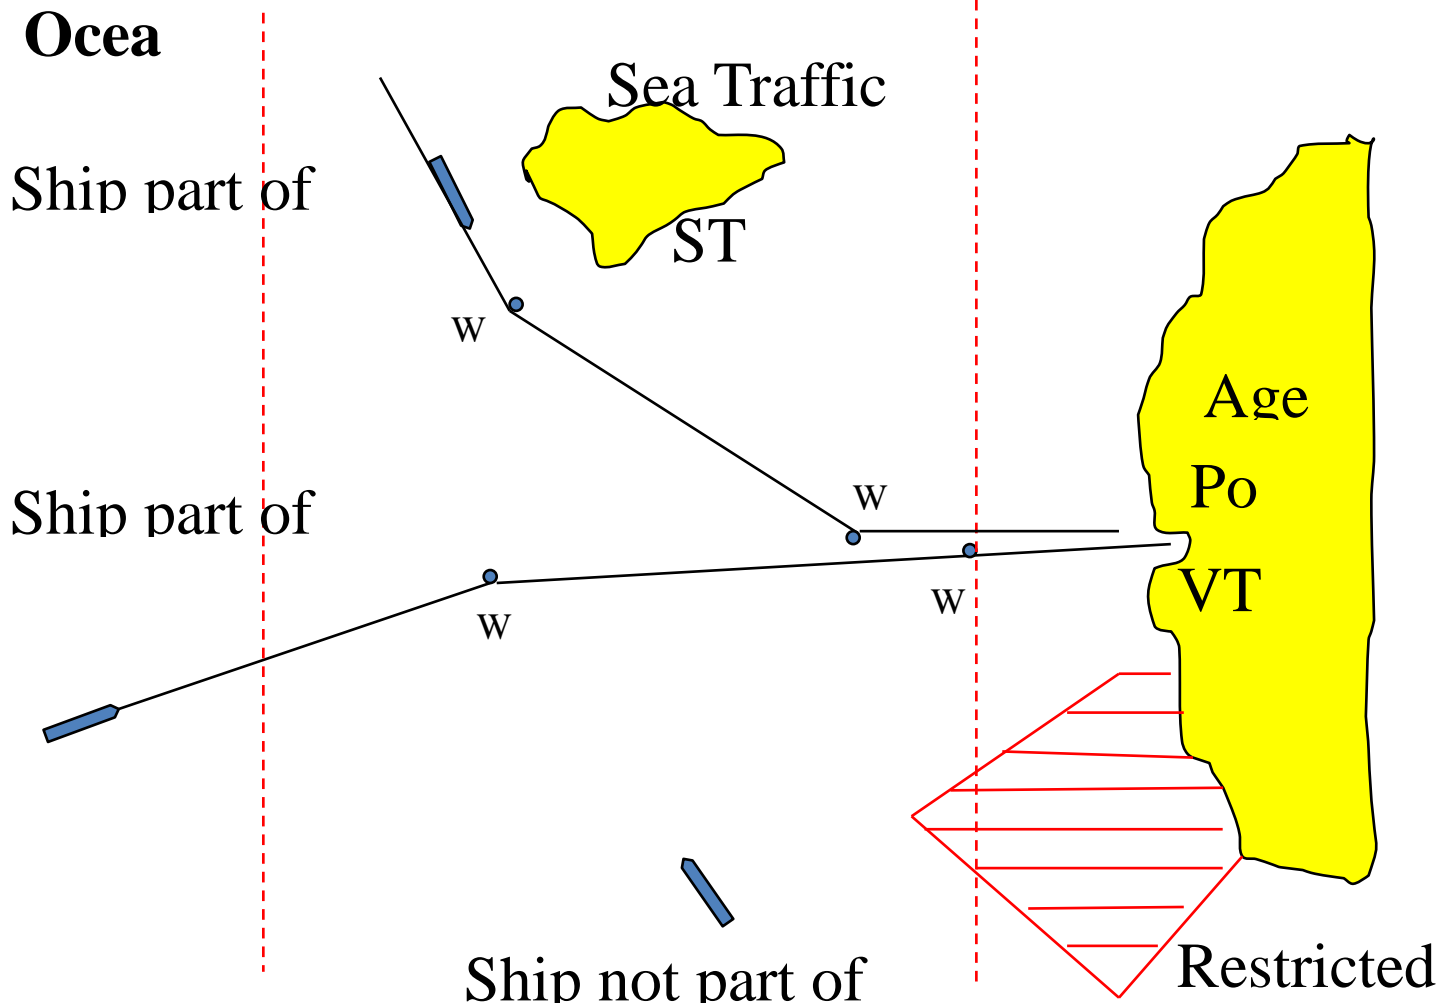 Ocea
Sea Traffic
Ship part of
ST
W
Age
Po
W
Ship part of
VT
W
W
Restricted
Ship not part of